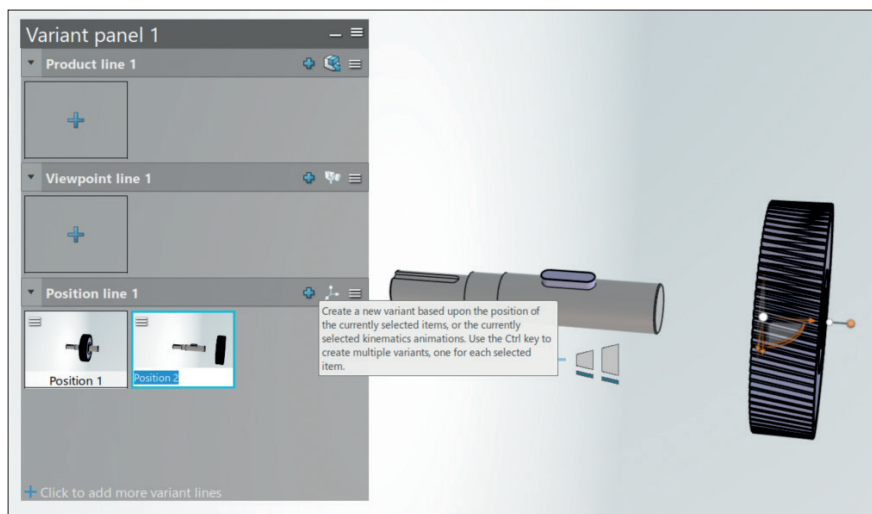 Variant panel 1
Product line 1
Viewpoint line 1
Position line 1
Create a new variant based upon the position of
the currently selected items, or the currently
selected kinematics animations. Use the Ctrl key to
create multiple variants, one for each selected
item.
Position 1
Position 2
Click to add more variant lines